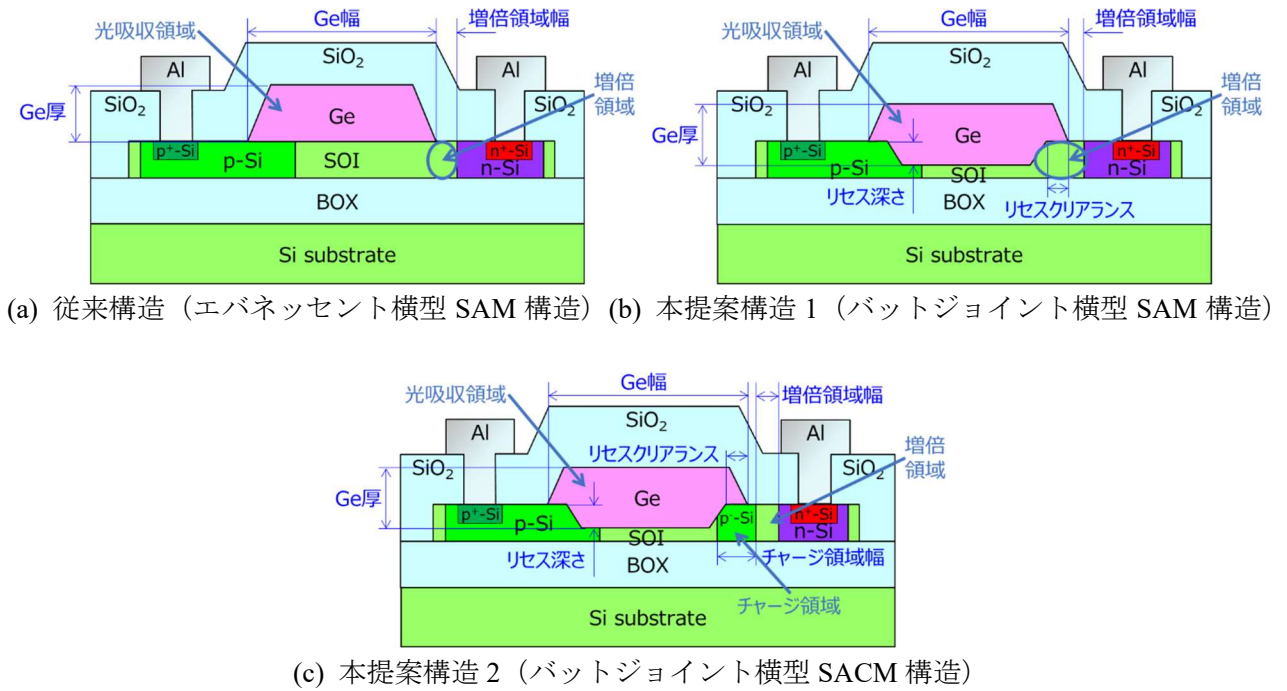 Ge幅
増倍領域幅
光吸収領域
SiO2
Al
Al
増倍
領域
SiO2
SiO2
Ge厚
Ge
p+-Si
p-Si
SOI
n+-Si
n-Si
BOX
Si substrate
(a) 従来構造（エバネッセント横型 SAM 構造）
Ge幅
増倍領域幅
光吸収領域
SiO2
Al
Al
増倍
領域
SiO2
SiO2
Ge厚
Ge
p+-Si
p-Si
SOI
n+-Si
n-Si
リセス深さ
BOX
リセスクリアランス
Si substrate
(b) 本提案構造 1（バットジョイント横型 SAM 構造）
Ge幅
増倍領域幅
光吸収領域
SiO2
Al
リセスクリアランス
Al
増倍
領域
SiO2
SiO2
Ge厚
Ge
p+-Si
p-Si
p--Si
SOI
n+-Si
n-Si
リセス深さ
BOX
チャージ領域幅
チャージ領域
Si substrate
(c) 本提案構造 2（バットジョイント横型 SACM 構造）